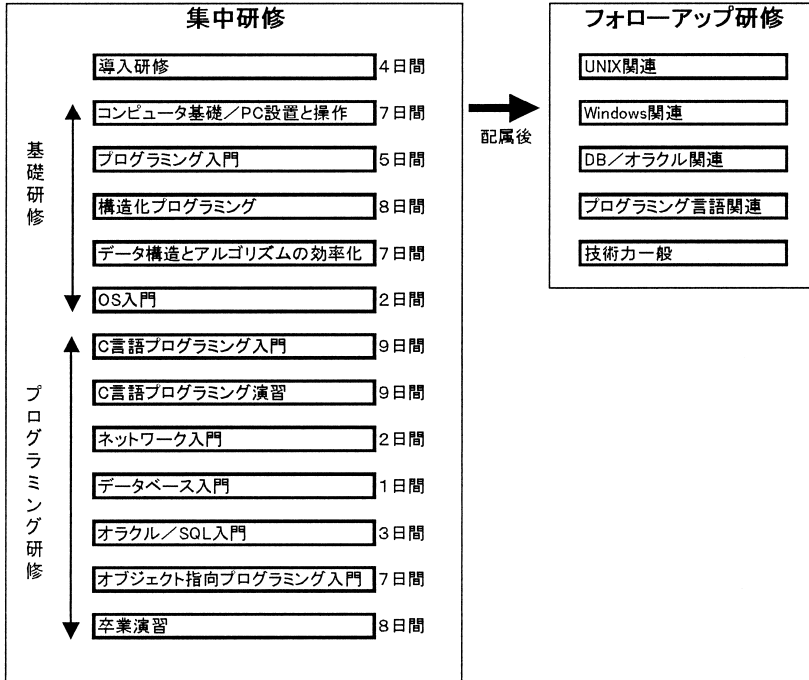 集中研修
導入研修 4日間
基礎研修
コンピュータ基礎／PC設置と操作 7日間
プログラミング入門 5日間
構造化プログラミング 8日間
データ構造とアルゴリズムの効率化 7日間
OS入門 2日間
プログラミング研修
C言語プログラミング入門 9日間
C言語プログラミング演習 9日間
ネットワーク入門 2日間
データベース入門 1日間
オラクル／SQL入門 3日間
オブジェクト指向プログラミング入門 7日間
卒業演習 8日間
配属後
フォローアップ研修
UNIX関連
Windows関連
DB／オラクル関連
プログラミング言語関連
技術力一般